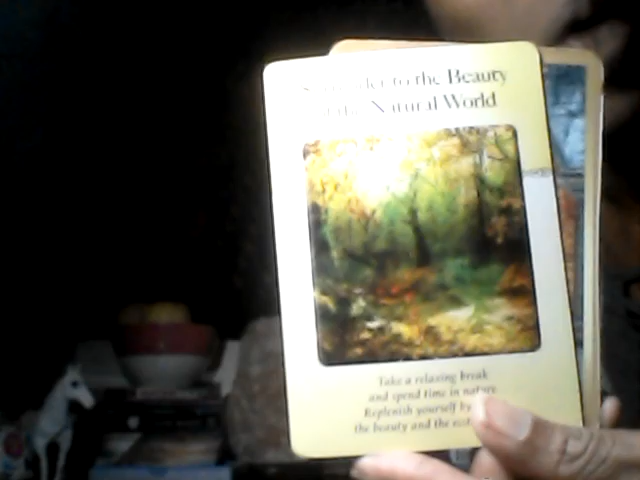 to the Beauty
the Natural World
Take a relaxing break
and spend time in nature.
Replenish yourself by
the beauty and the